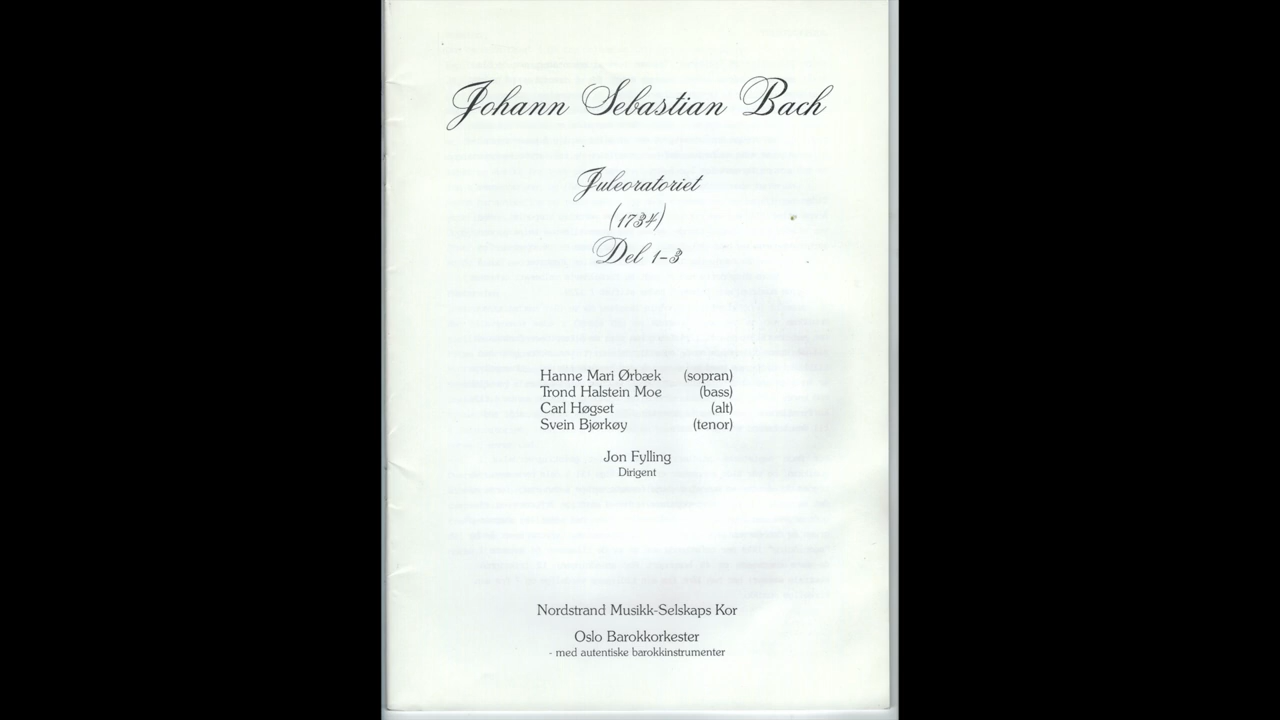 Johann Sebastian Bach
Juleoratoriet
(1734)
Del 1-3
Hanne Mari Ørbæk (sopran)
Trond Halstein Moe (bass)
Carl Høgset (alt)
Svein Bjørkøy (tenor)
Jon Fylling
Dirigent
Nordstrand Musikk-Selskaps Kor
Oslo Barokkorkester
- med autentiske barokkinstrumenter